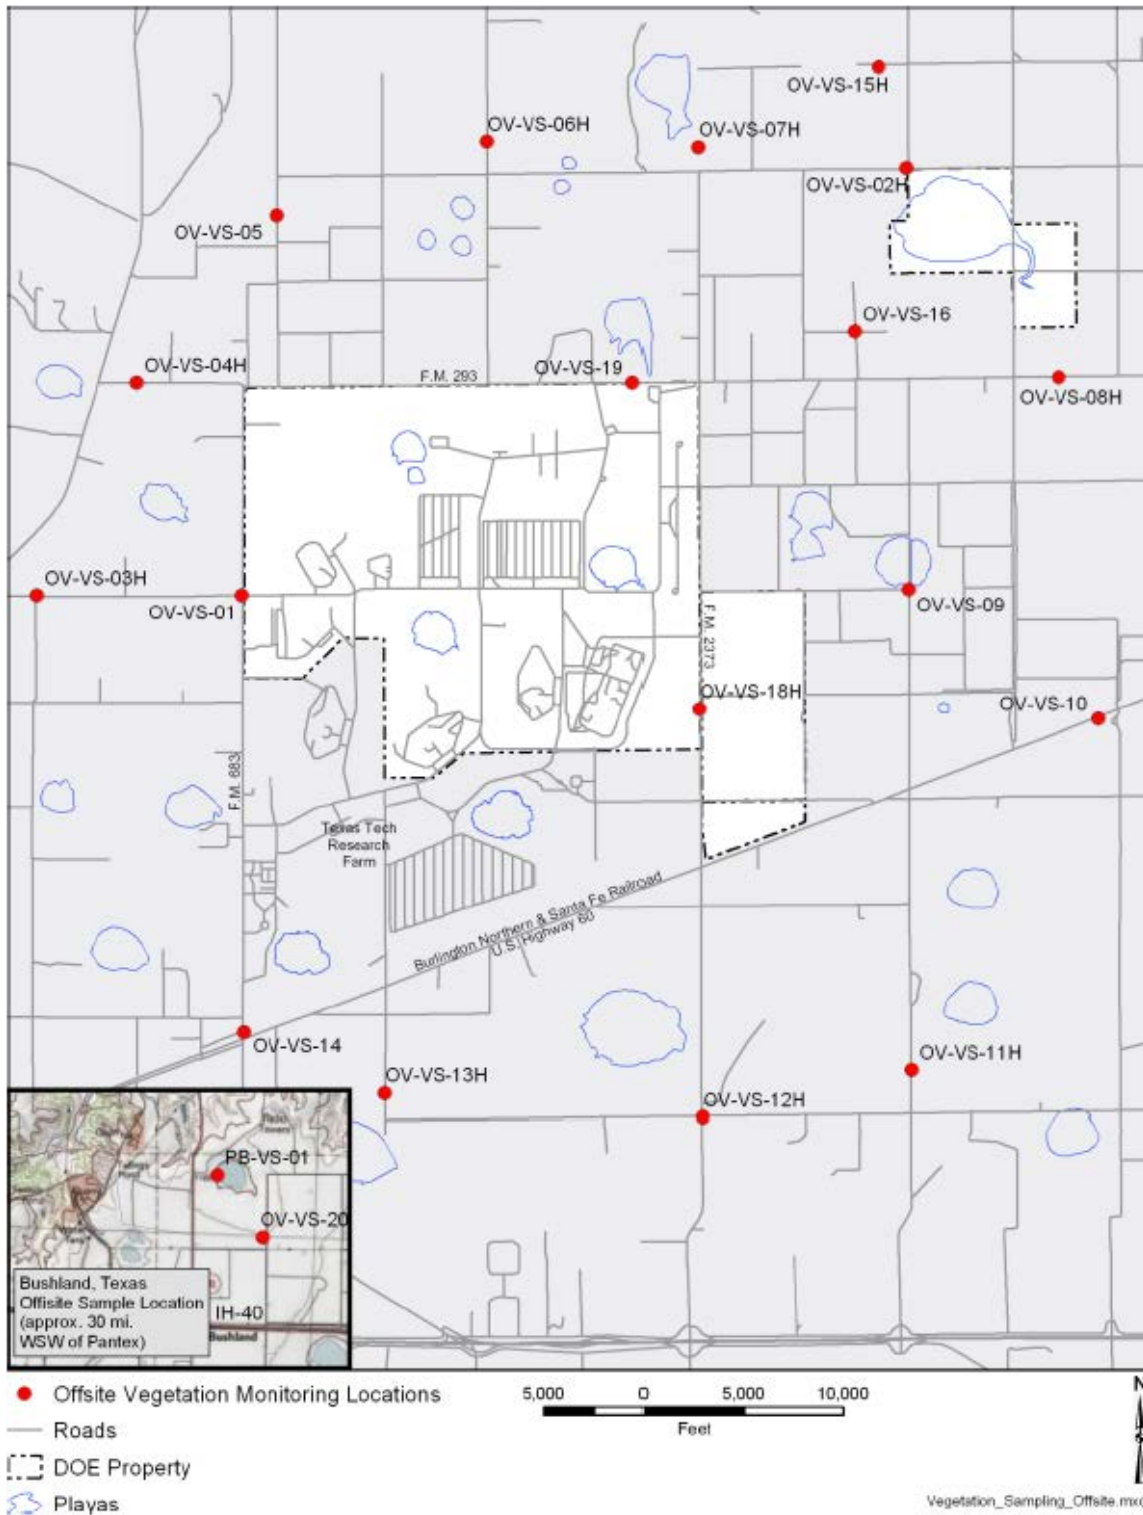 OV-VS-15H
OV-VS-06H
OV-VS-07H
OV-VS-02H
OV-VS-05
OV-VS-16
OV-VS-04H
OV-VS-19
F.M. 293
OV-VS-08H
OV-VS-03H
OV-VS-01
OV-VS-09
F.M. 2373
OV-VS-18H
OV-VS-10
F.M. 683
Texas Tech
Research
Farm
Burlington Northern & Santa Fe Railroad
U.S. Highway 60
OV-VS-14
OV-VS-11H
OV-VS-13H
OV-VS-12H
PB-VS-01
OV-VS-20
Bushland, Texas
Offisite Sample Location
(approx. 30 mi.
WSW of Pantex)
IH-40
Bushland
Offsite Vegetation Monitoring Locations
Roads
DOE Property
Playas
5,000 0 5,000 10,000
Feet
N
Vegetation_Sampling_Offsite.mxd